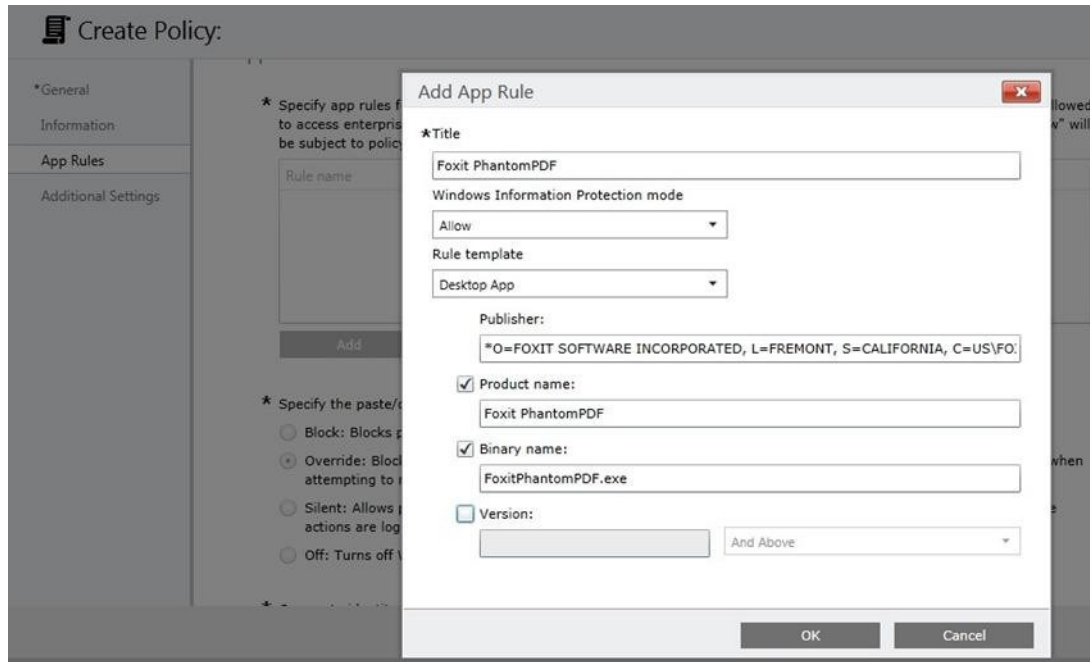 Create Policy:
*General
Information
App Rules
Additional Settings
* Specify app rules f
to access enterpris
be subject to policy
Rule name
Add
* Specify the paste/
Block: Blocks
Override: Bloc
attempting to
Silent: Allows
actions are log
Off: Turns off
llowed
w" will
when
Add App Rule
*Title
Foxit PhantomPDF
Windows Information Protection mode
Allow
Rule template
Desktop App
Publisher:
*O=FOXIT SOFTWARE INCORPORATED, L=FREMONT, S=CALIFORNIA, C=US\FO
Product name:
Foxit PhantomPDF
Binary name:
FoxitPhantomPDF.exe
Version:
And Above
OK
Cancel